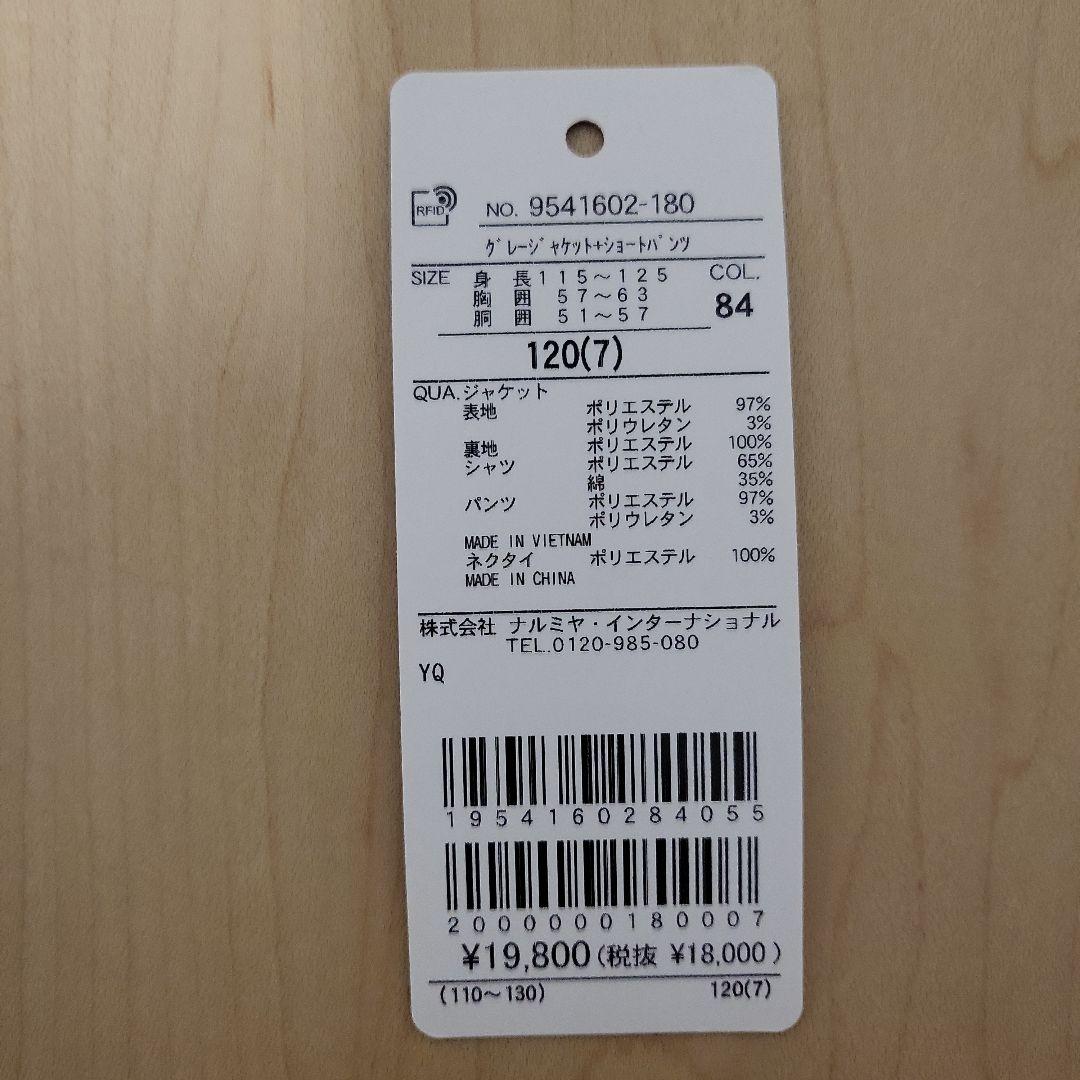 RFID NO. 9541602-180
ｸﾞﾚｰｼﾞｬｹｯﾄ+ｼｮｰﾄﾊﾟﾝﾂ
SIZE 身 長 115～125 COL.
胸 囲 57～63
84
胴 囲 51～57
120(7)
QUA.ジャケット
表地 ポリエステル 97%
ポリウレタン 3%
裏地 ポリエステル 100%
シャツ ポリエステル 65%
綿 35%
パンツ ポリエステル 97%
ポリウレタン 3%
MADE IN VIETNAM
ネクタイ ポリエステル 100%
MADE IN CHINA
株式会社 ナルミヤ・インターナショナル
TEL.0120-985-080
YQ
1954160284055
2000000180007
¥19,800(税抜 ¥18,000)
(110～130) 120(7)